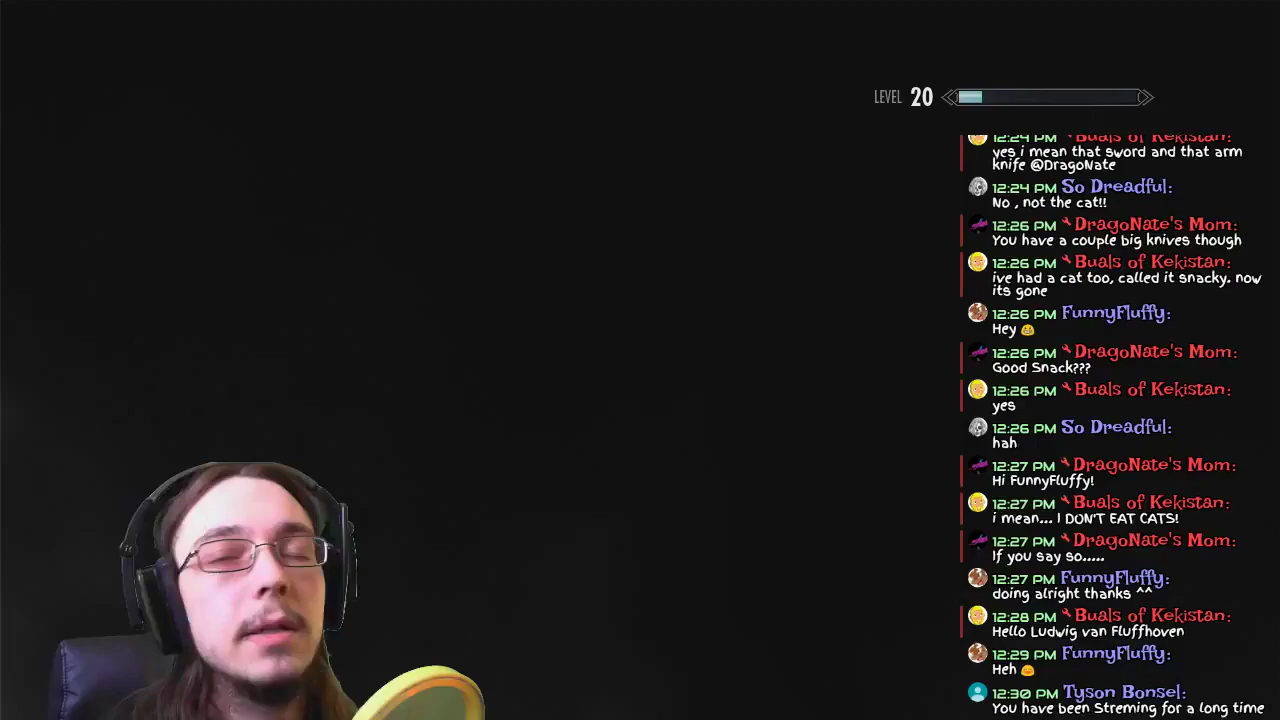 LEVEL 20
12:24 PM Buals of Kekistan:
yes i mean that sword and that arm
knife @DragoNate
12:24 PM So Dreadful:
No , not the cat!!
12:26 PM DragoNate's Mom:
You have a couple big knives though
12:26 PM Buals of Kekistan:
ive had a cat too, called it snacky. now
its gone
12:26 PM FunnyFluffy:
Hey
12:26 PM DragoNate's Mom:
Good Snack???
12:26 PM Buals of Kekistan:
yes
12:26 PM So Dreadful:
hah
12:27 PM DragoNate's Mom:
Hi FunnyFluffy!
12:27 PM Buals of Kekistan:
i mean... I DON'T EAT CATS!
12:27 PM DragoNate's Mom:
If you say so.....
12:27 PM FunnyFluffy:
doing alright thanks ^^
12:28 PM Buals of Kekistan:
Hello Ludwig van Fluffhoven
12:29 PM FunnyFluffy:
Heh
12:30 PM Tyson Bonsel:
You have been Streming for a long time